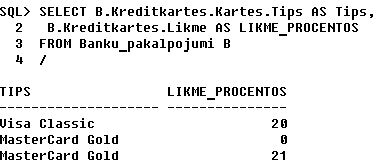 SQL> SELECT B.Kreditkartes.Kartes.Tips AS Tips,
  2   B.Kreditkartes.Likme AS LIKME_PROCENTOS
  3  FROM Banku_pakalpojumi B
  4  /
TIPS                 LIKME_PROCENTOS
-------------------- ---------------
Visa Classic                      20
MasterCard Gold                    0
MasterCard Gold                   21